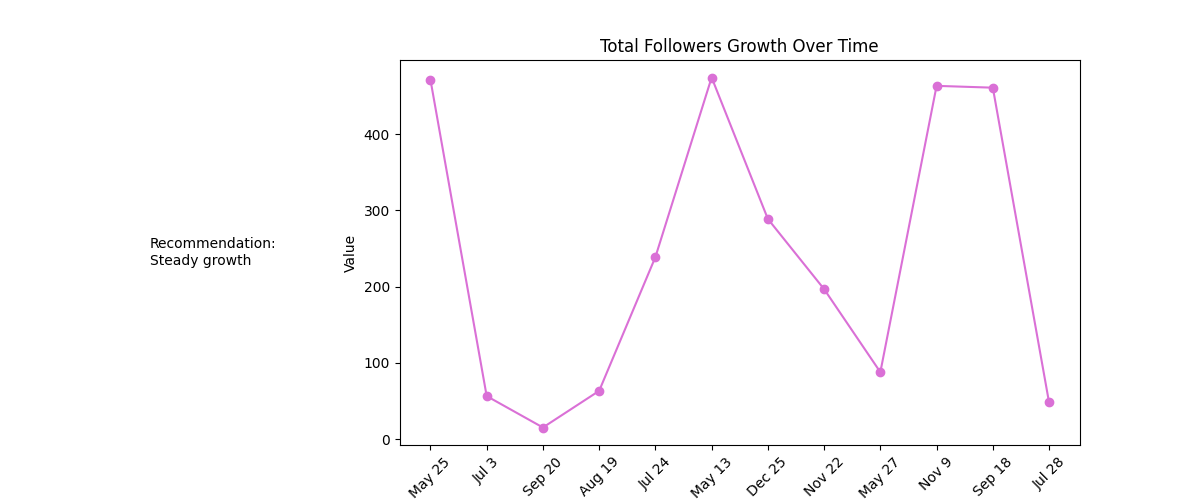 Total Followers Growth Over Time
Recommendation:
Steady growth
Value
400
300
200
100
0
May 25
Jul 3
Sep 20
Aug 19
Jul 24
May 13
Dec 25
Nov 22
May 27
Nov 9
Sep 18
Jul 28